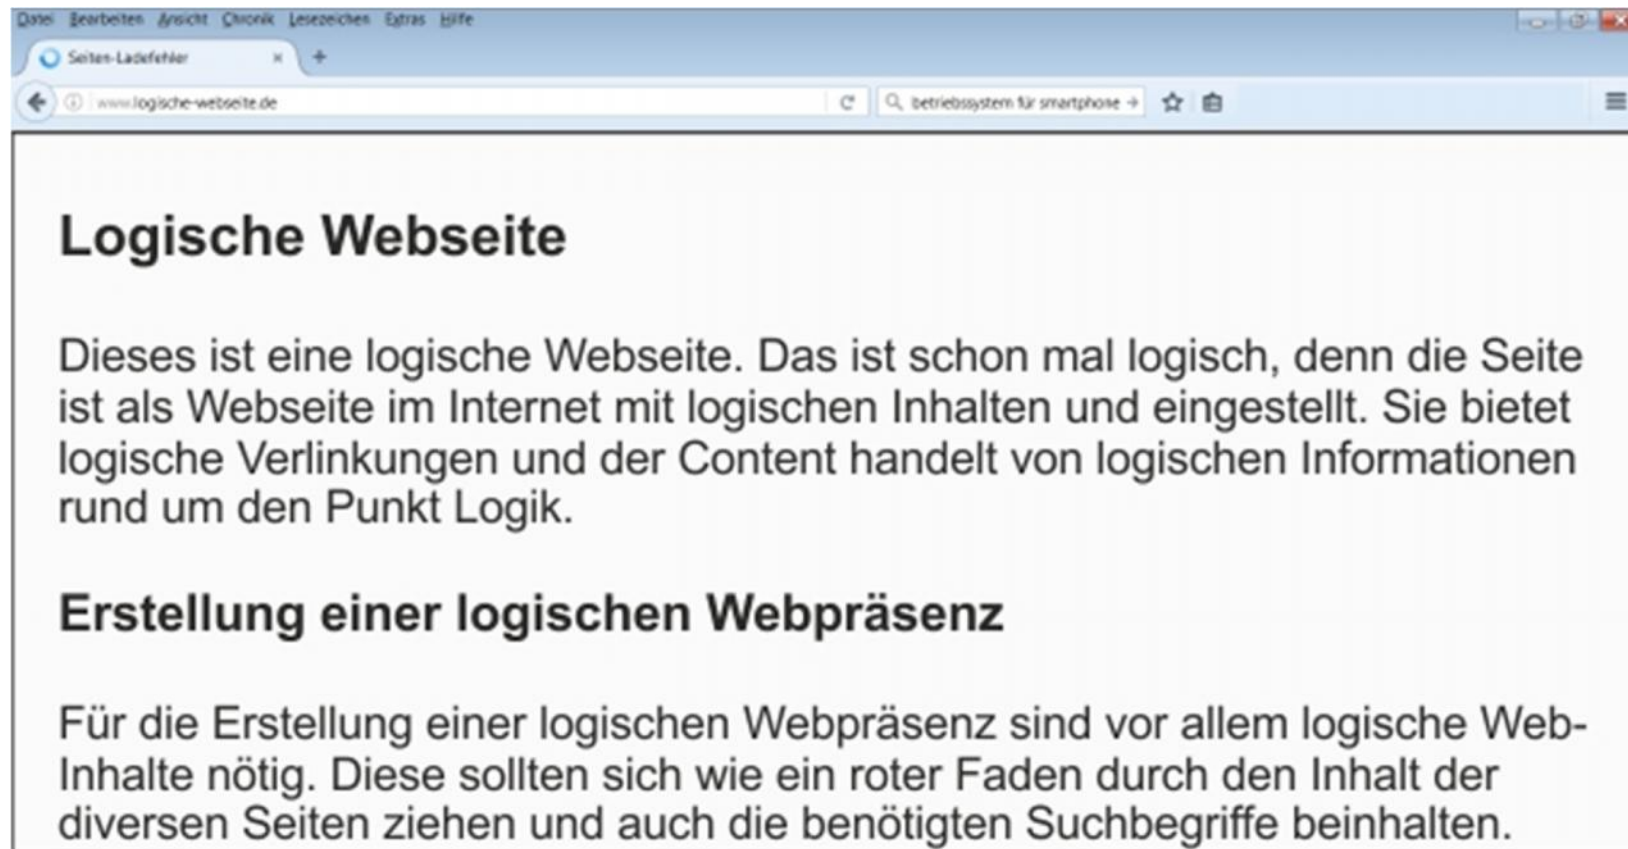 Datei Bearbeiten Ansicht Chronik Lesezeichen Extras Hilfe
Seiten-Ladefehler
www.logische-webseite.de
betriebssystem für smartphone
Logische Webseite
Dieses ist eine logische Webseite. Das ist schon mal logisch, denn die Seite
ist als Webseite im Internet mit logischen Inhalten und eingestellt. Sie bietet
logische Verlinkungen und der Content handelt von logischen Informationen
rund um den Punkt Logik.
Erstellung einer logischen Webpräsenz
Für die Erstellung einer logischen Webpräsenz sind vor allem logische Web-
Inhalte nötig. Diese sollten sich wie ein roter Faden durch den Inhalt der
diversen Seiten ziehen und auch die benötigten Suchbegriffe beinhalten.